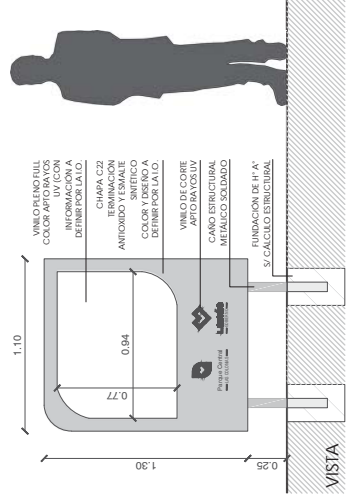 VINILO PLENO FULL
COLOR APTO RAYOS
UV (CON
INFORMACIÓN A
DEFINIR POR LA I.O.
CHAPA C22
TERMINACIÓN
ANTIOXIDO Y ESMALTE
SINTÉTICO
COLOR Y DISEÑO A
DEFINIR POR LA I.O.
VINILO DE CORTE
APTO RAYOS UV
CAÑO ESTRUCTURAL
METÁLICO SOLDADO
FUNDACIÓN DE H° A°
S/ CÁLCULO ESTRUCTURAL
1.10
0.94
0.77
1.30
0.25
Parque Central
VISTA